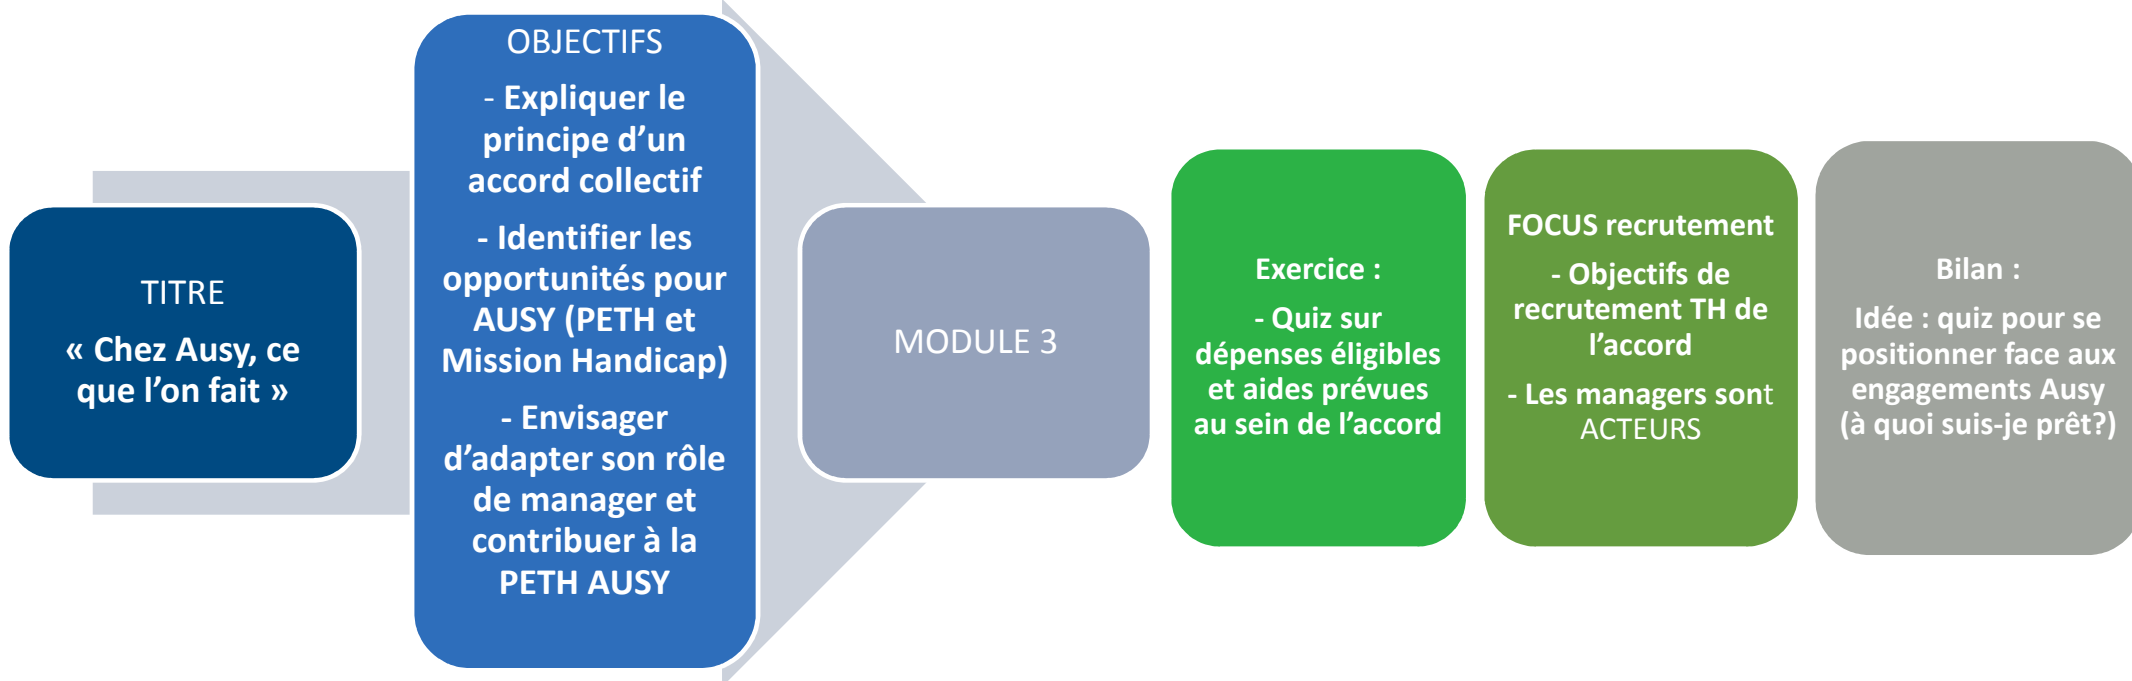 TITRE
« Chez Ausy, ce
que l’on fait »
OBJECTIFS
- Expliquer le
principe d’un
accord collectif
- Identifier les
opportunités pour
AUSY (PETH et
Mission Handicap)
- Envisager
d’adapter son rôle
de manager et
contribuer à la
PETH AUSY
MODULE 3
Exercice :
- Quiz sur
dépenses éligibles
et aides prévues
au sein de l’accord
FOCUS recrutement
- Objectifs de
recrutement TH de
l’accord
- Les managers sont
ACTEURS
Bilan :
Idée : quiz pour se
positionner face aux
engagements Ausy
(à quoi suis-je prêt?)